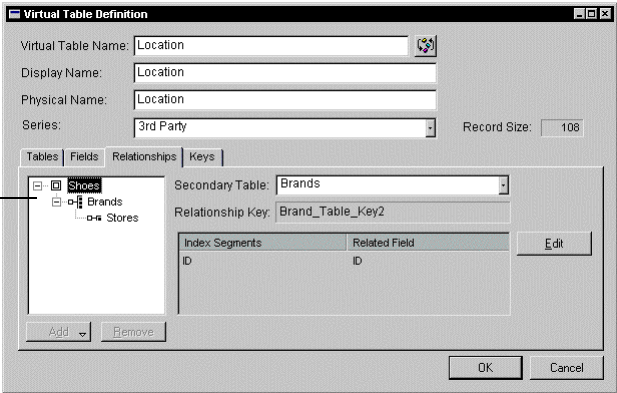 Virtual Table Definition
Virtual Table Name: Location
Display Name: Location
Physical Name: Location
Series: 3rd Party Record Size: 108
Tables Fields Relationships Keys
Shoes
Brands
Stores
Secondary Table: Brands
Relationship Key: Brand_Table_Key2
Index Segments Related Field
ID ID
Edit
Add Remove
OK Cancel